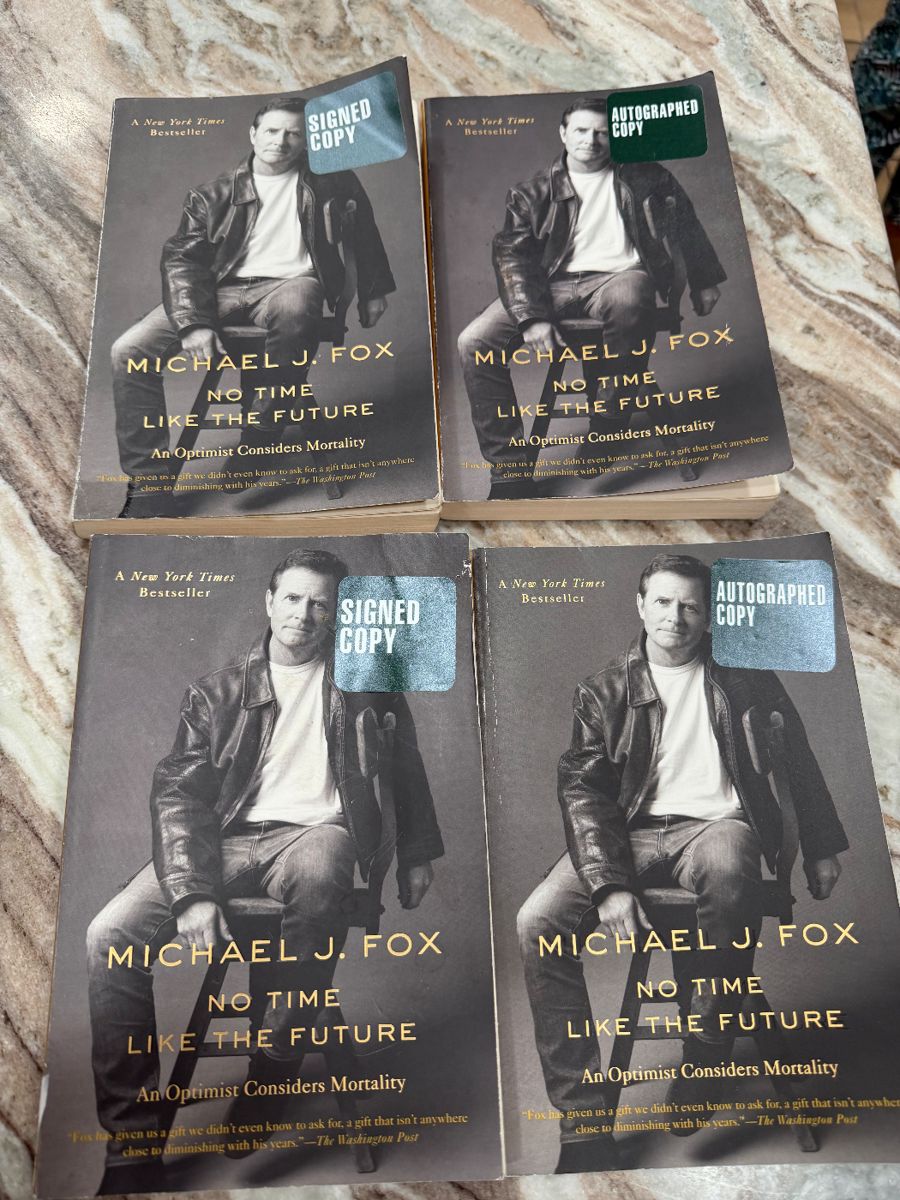 A New York Times
Bestseller
SIGNED
COPY
MICHAEL J. FOX
NO TIME
LIKE THE FUTURE
An Optimist Considers Mortality
"Fox has given us a gift we didn't even know to ask for, a gift that isn't anywhere
close to diminishing with his years."—The Washington Post
A New York Times
Bestseller
AUTOGRAPHED
COPY
MICHAEL J. FOX
NO TIME
LIKE THE FUTURE
An Optimist Considers Mortality
"Fox has given us a gift we didn't even know to ask for, a gift that isn't anywhere
close to diminishing with his years."—The Washington Post
A New York Times
Bestseller
SIGNED
COPY
MICHAEL J. FOX
NO TIME
LIKE THE FUTURE
An Optimist Considers Mortality
"Fox has given us a gift we didn't even know to ask for, a gift that isn't anywhere
close to diminishing with his years."—The Washington Post
A New York Times
Bestseller
AUTOGRAPHED
COPY
MICHAEL J. FOX
NO TIME
LIKE THE FUTURE
An Optimist Considers Mortality
"Fox has given us a gift we didn't even know to ask for, a gift that isn't anywhere
close to diminishing with his years."—The Washington Post